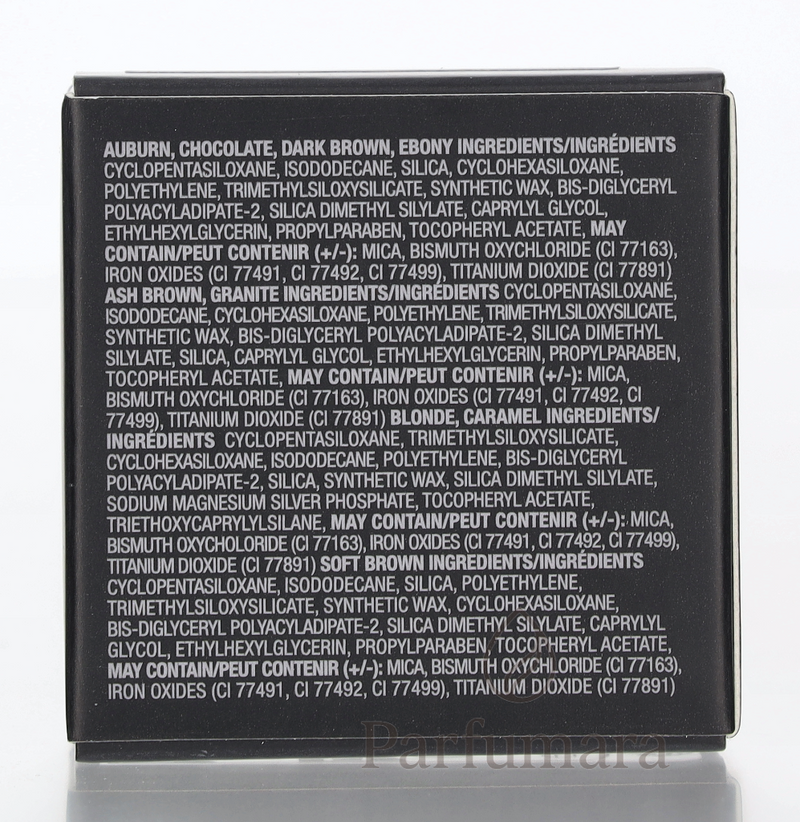 AUBURN, CHOCOLATE, DARK BROWN, EBONY INGREDIENTS/INGRÉDIENTS
CYCLOPENTASILOXANE, ISODODECANE, SILICA, CYCLOHEXASILOXANE,
POLYETHYLENE, TRIMETHYLSILOXYSILICATE, SYNTHETIC WAX, BIS-DIGLYCERYL
POLYACYLADIPATE-2, SILICA DIMETHYL SILYLATE, CAPRYLYL GLYCOL,
ETHYLHEXYLGLYCERIN, PROPYLPARABEN, TOCOPHERYL ACETATE, MAY
CONTAIN/PEUT CONTENIR (+/-): MICA, BISMUTH OXYCHLORIDE (CI 77163),
IRON OXIDES (CI 77491, CI 77492, CI 77499), TITANIUM DIOXIDE (CI 77891)
ASH BROWN, GRANITE INGREDIENTS/INGRÉDIENTS CYCLOPENTASILOXANE,
ISODODECANE, CYCLOHEXASILOXANE, POLYETHYLENE, TRIMETHYLSILOXYSILICATE,
SYNTHETIC WAX, BIS-DIGLYCERYL POLYACYLADIPATE-2, SILICA DIMETHYL
SILYLATE, SILICA, CAPRYLYL GLYCOL, ETHYLHEXYLGLYCERIN, PROPYLPARABEN,
TOCOPHERYL ACETATE, MAY CONTAIN/PEUT CONTENIR (+/-): MICA,
BISMUTH OXYCHLORIDE (CI 77163), IRON OXIDES (CI 77491, CI 77492, CI
77499), TITANIUM DIOXIDE (CI 77891) BLONDE, CARAMEL INGREDIENTS/
INGRÉDIENTS CYCLOPENTASILOXANE, TRIMETHYLSILOXYSILICATE,
CYCLOHEXASILOXANE, ISODODECANE, POLYETHYLENE, BIS-DIGLYCERYL
POLYACYLADIPATE-2, SILICA, SYNTHETIC WAX, SILICA DIMETHYL SILYLATE,
SODIUM MAGNESIUM SILVER PHOSPHATE, TOCOPHERYL ACETATE,
TRIETHOXYCAPRYLYLSILANE, MAY CONTAIN/PEUT CONTENIR (+/-): MICA,
BISMUTH OXYCHOLORIDE (CI 77163), IRON OXIDES (CI 77491, CI 77492, CI 77499),
TITANIUM DIOXIDE (CI 77891) SOFT BROWN INGREDIENTS/INGRÉDIENTS
CYCLOPENTASILOXANE, ISODODECANE, SILICA, POLYETHYLENE,
TRIMETHYLSILOXYSILICATE, SYNTHETIC WAX, CYCLOHEXASILOXANE,
BIS-DIGLYCERYL POLYACYLADIPATE-2, SILICA DIMETHYL SILYLATE, CAPRYLYL
GLYCOL, ETHYLHEXYLGLYCERIN, PROPYLPARABEN, TOCOPHERYL ACETATE,
MAY CONTAIN/PEUT CONTENIR (+/-): MICA, BISMUTH OXYCHLORIDE (CI 77163),
IRON OXIDES (CI 77491, CI 77492, CI 77499), TITANIUM DIOXIDE (CI 77891)
Parfumara